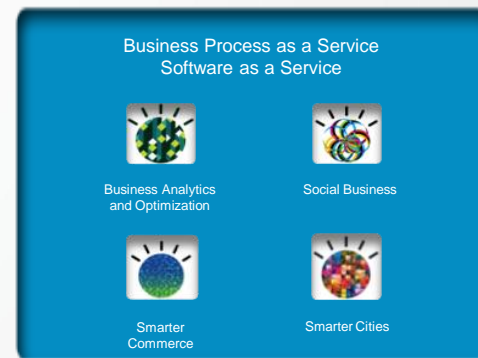 Business Process as a Service
Software as a Service
Business Analytics
and Optimization
Social Business
Smarter
Commerce
Smarter Cities